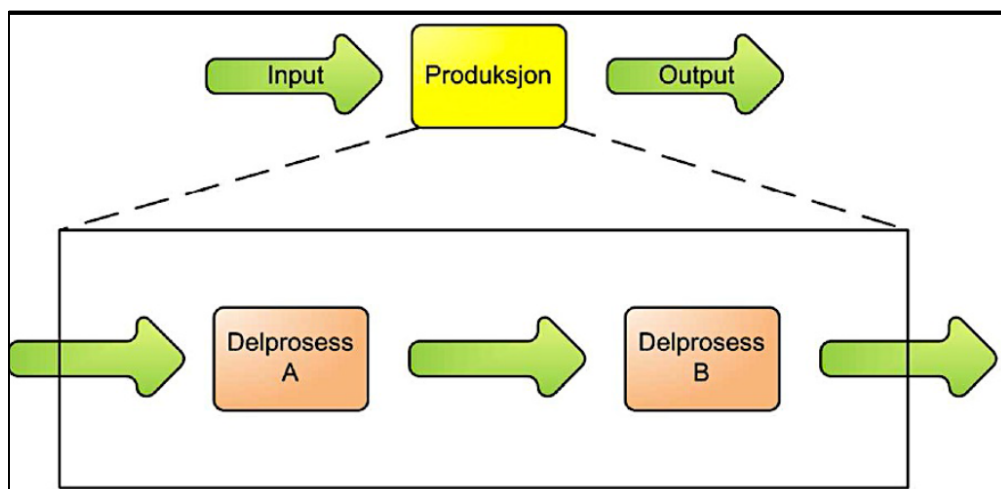 Input
Produksjon
Output
Delprosess
A
Delprosess
B